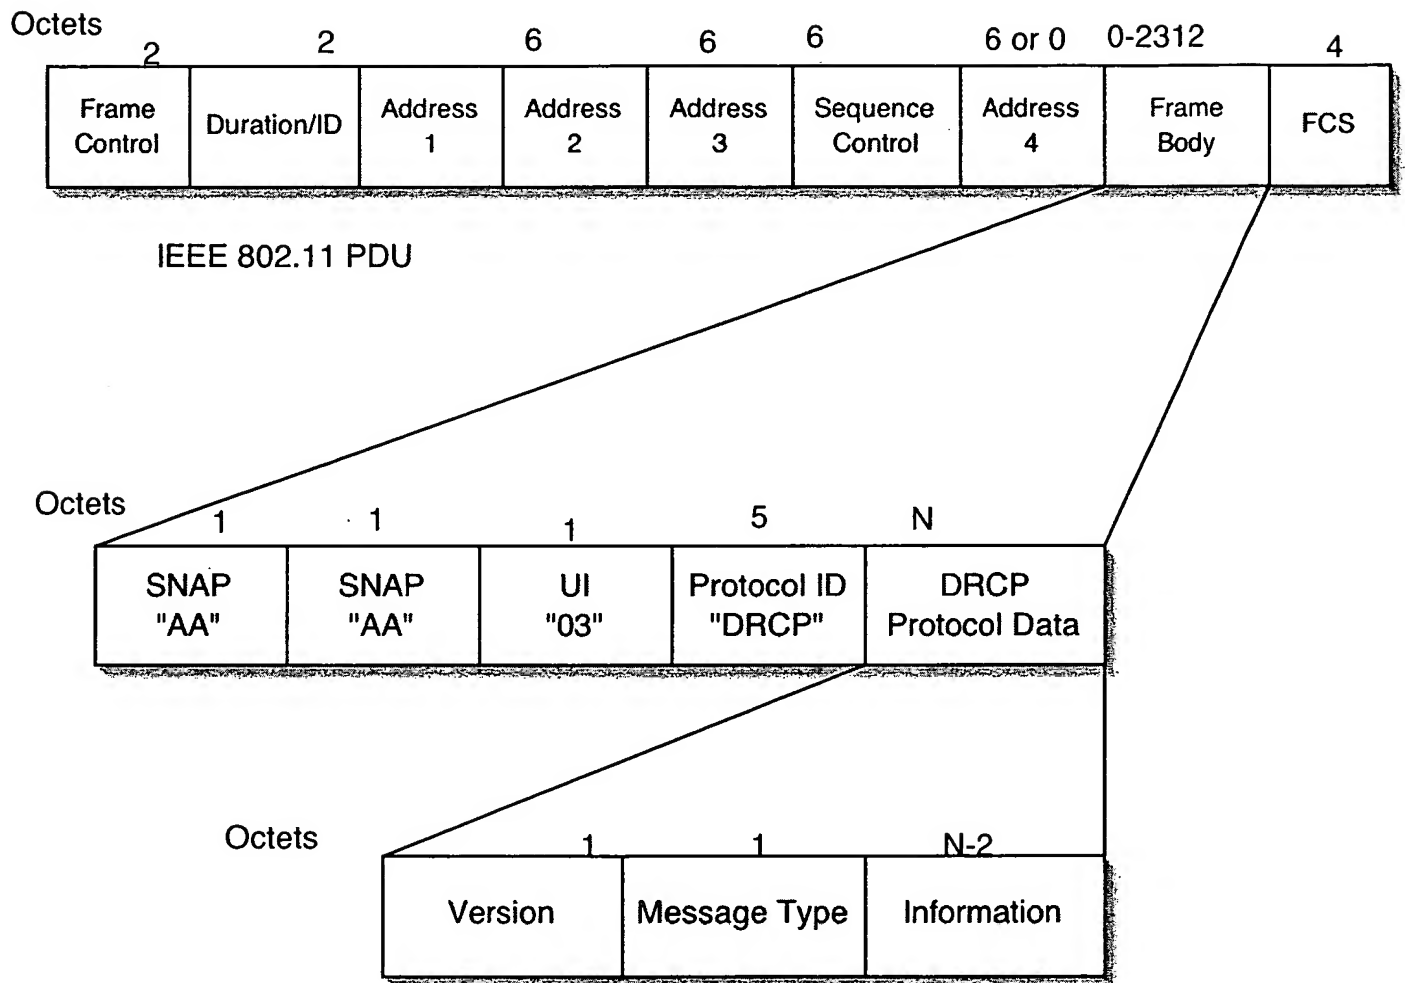 Octets
2 2 6 6 6 6 or 0 0-2312 4
Frame
Control
Duration/ID
Address
1
Address
2
Address
3
Sequence
Control
Address
4
Frame
Body
FCS
IEEE 802.11 PDU
Octets
1 1 1 5 N
SNAP
"AA"
SNAP
"AA"
UI
"03"
Protocol ID
"DRCP"
DRCP
Protocol Data
Octets
1 1 N-2
Version
Message Type
Information